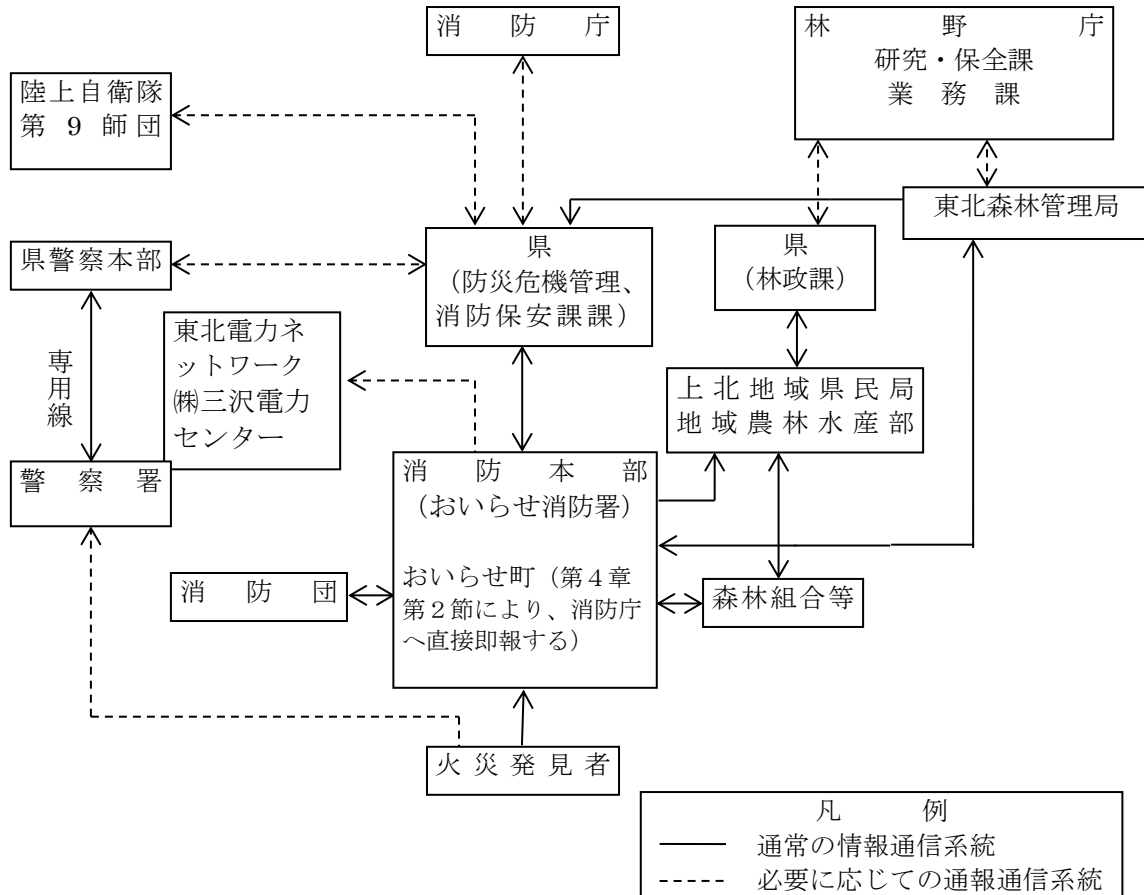 消防庁
林野庁
研究・保全課
業務課
陸上自衛隊
第9師団
東北森林管理局
県
(防災危機管理、
消防保安課課)
県
(林政課)
県警察本部
専用線
東北電力ネ
ットワーク
㈱三沢電力
センター
上北地域県民局
地域農林水産部
警察署
消防本部
(おいらせ消防署)
おいらせ町(第4章
第2節により、消防庁
へ直接即報する)
消防団
森林組合等
火災発見者
凡例
通常の情報通信系統
必要に応じての通報通信系統